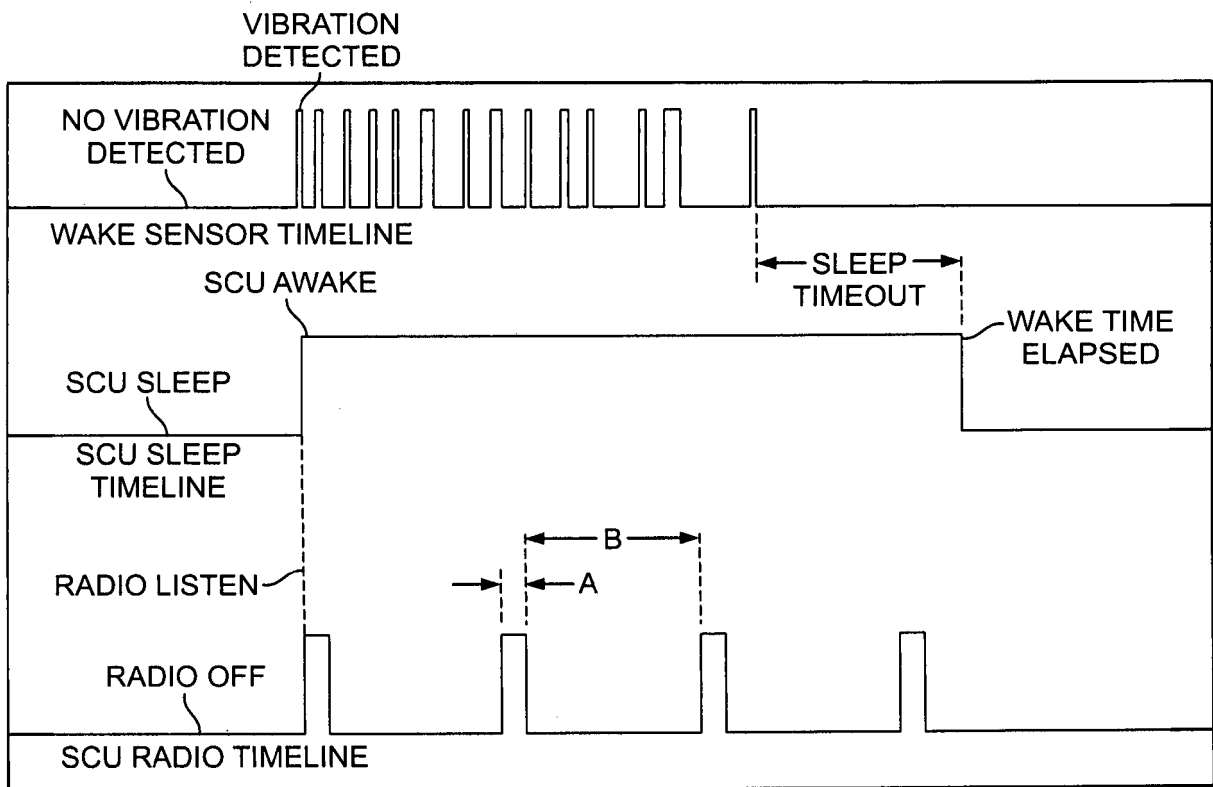 VIBRATION
DETECTED
NO VIBRATION
DETECTED
WAKE SENSOR TIMELINE
SCU AWAKE
SLEEP
TIMEOUT
WAKE TIME
ELAPSED
SCU SLEEP
SCU SLEEP
TIMELINE
B
RADIO LISTEN
A
RADIO OFF
SCU RADIO TIMELINE